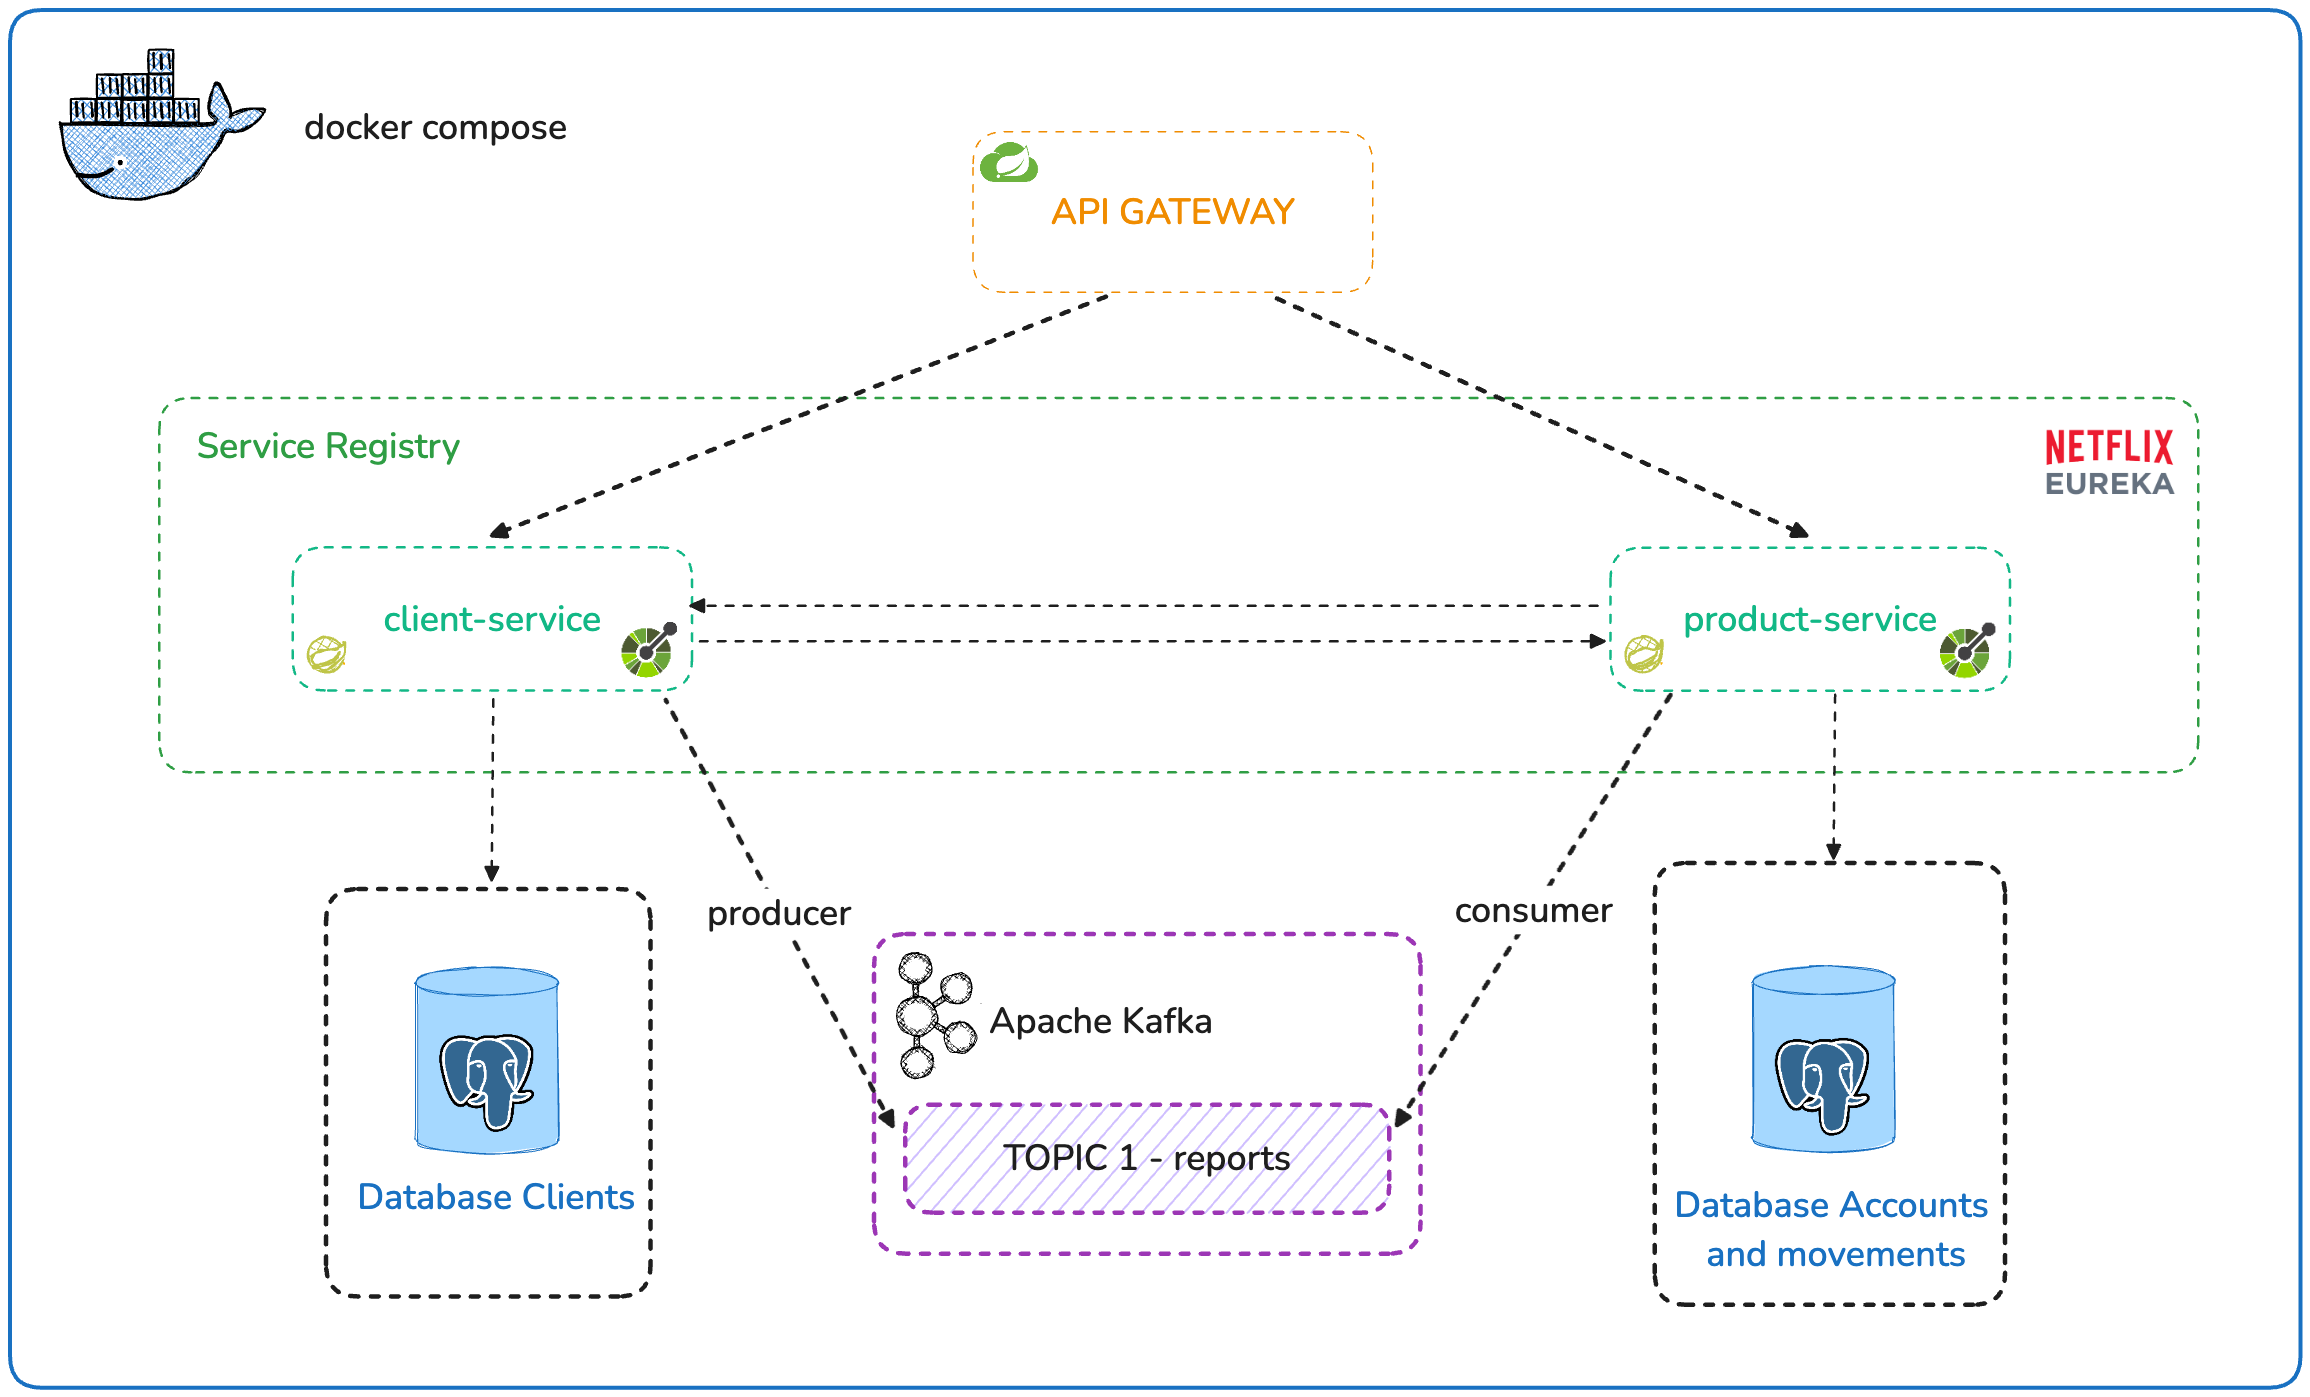 docker compose
API GATEWAY
Service Registry
NETFLIX
EUREKA
client-service
product-service
producer
consumer
Apache Kafka
TOPIC 1 - reports
Database Clients
Database Accounts
and movements